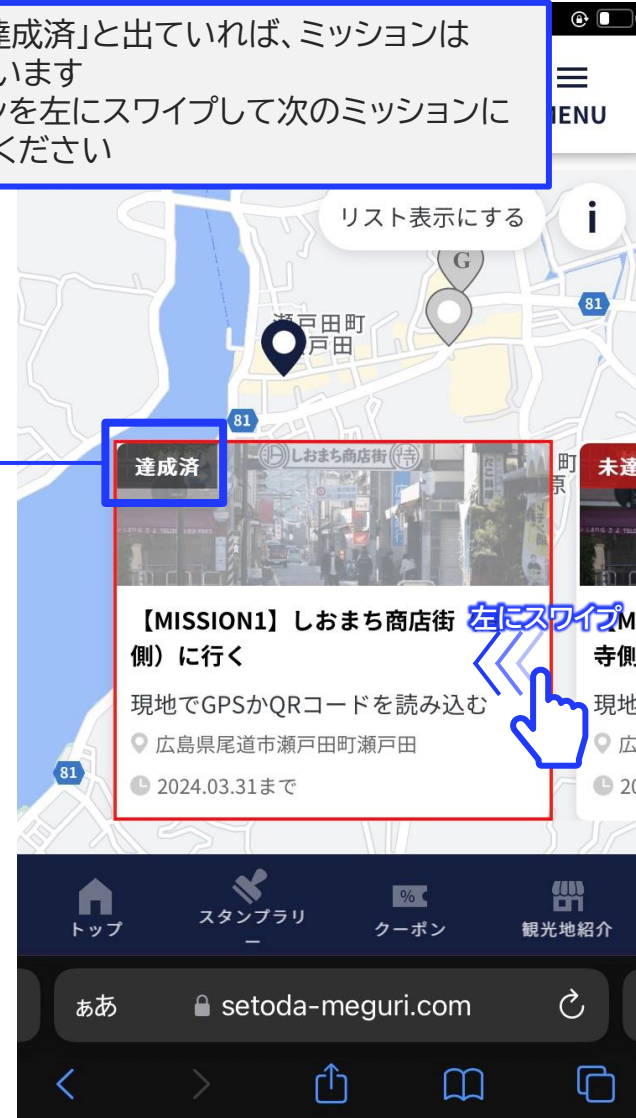 達成済」と出ていれば、ミッションは
います
ンを左にスワイプして次のミッションに
ください
MENU
リスト表示にする
i
G
81
瀬戸田町
戸田
81
達成済
しおまち商店街
町
原
未達
【MISSION1】しおまち商店街
側）に行く
左にスワイプ
【M
寺側
現地でGPSかQRコードを読み込む
現地
広島県尾道市瀬戸田町瀬戸田
広
81
2024.03.31まで
20
トップ
スタンプラリ
ー
%
クーポン
観光地紹介
ぁあ
setoda-meguri.com